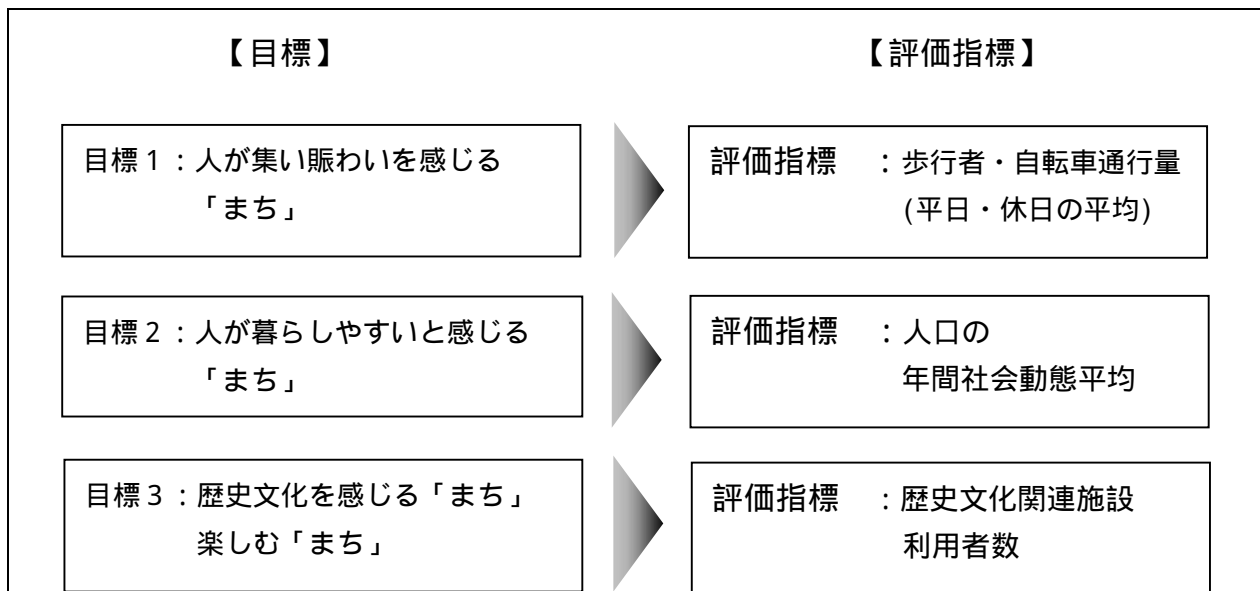 【目標】 【評価指標】
目標1:人が集い賑わいを感じる
「まち」
評価指標 :歩行者・自転車通行量
(平日・休日の平均)
目標2:人が暮らしやすいと感じる
「まち」
評価指標 :人口の
年間社会動態平均
目標3:歴史文化を感じる「まち」
楽しむ「まち」
評価指標 :歴史文化関連施設
利用者数